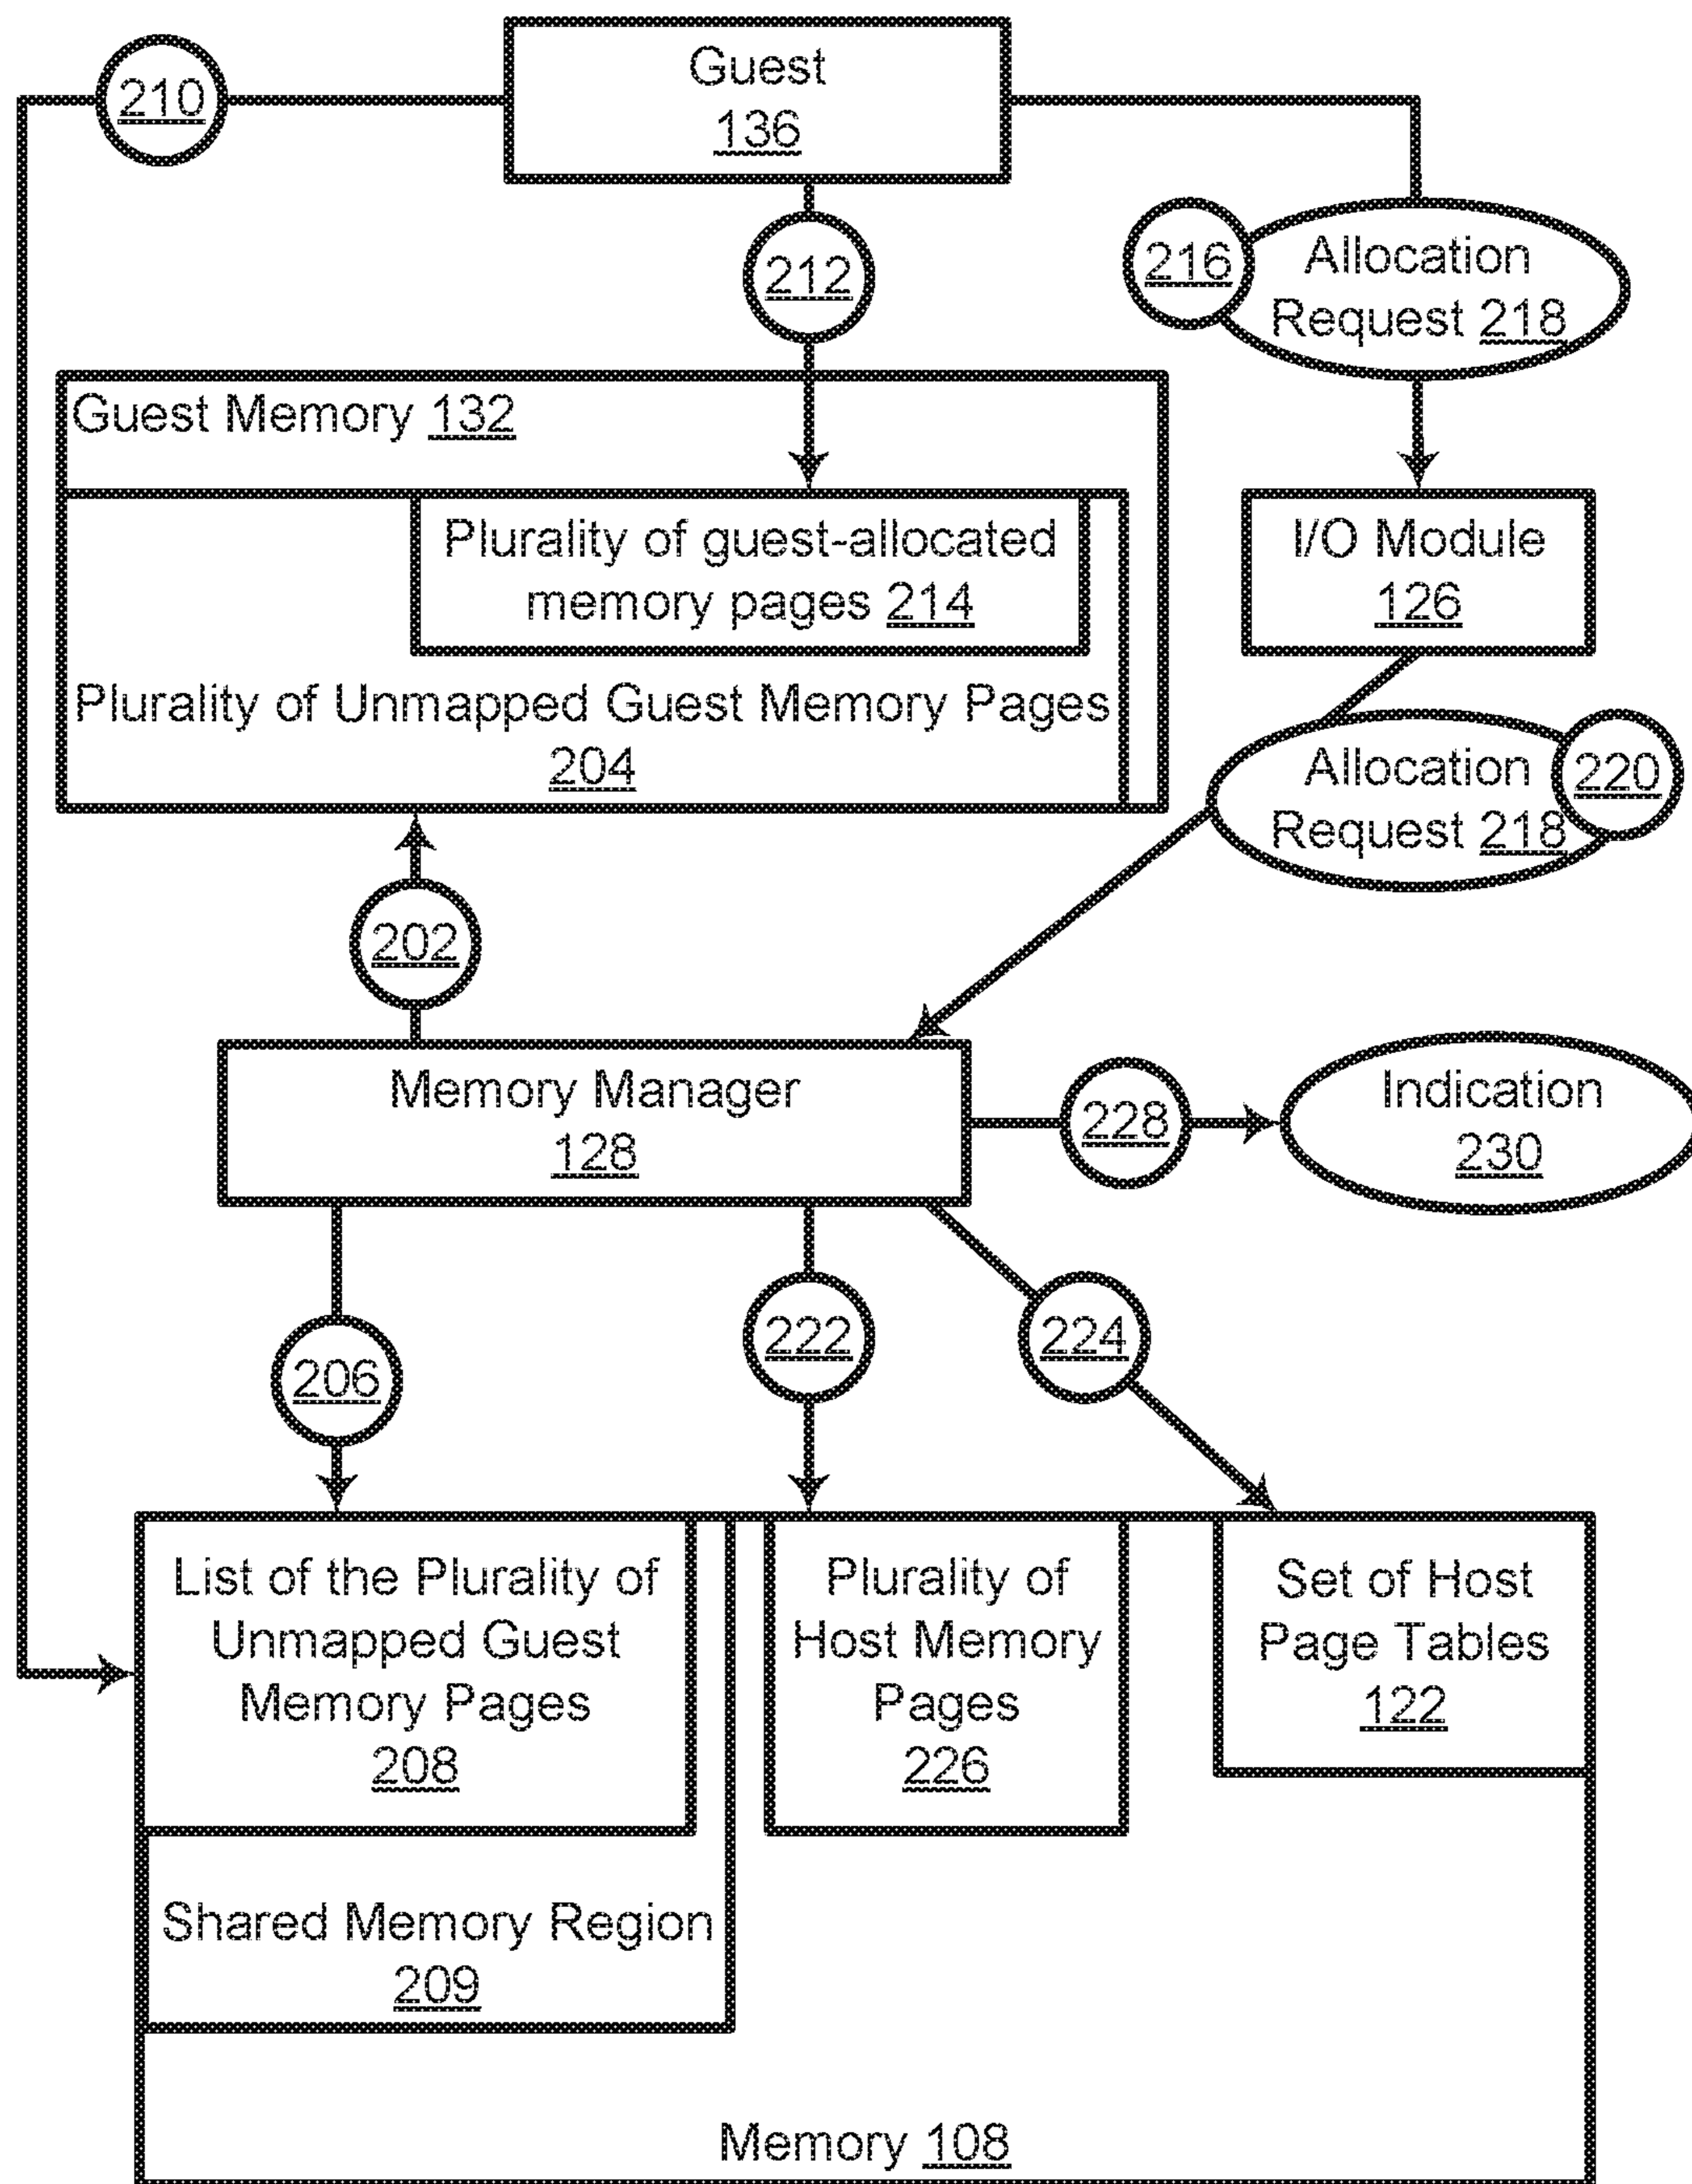 210
Guest
136
212
216
Allocation
Request 218
Guest Memory 132
Plurality of guest-allocated
memory pages 214
I/O Module
126
Plurality of Unmapped Guest Memory Pages
204
Allocation
Request 218
220
202
Memory Manager
128
228
Indication
230
206
222
224
List of the Plurality of
Unmapped Guest
Memory Pages
208
Plurality of
Host Memory
Pages
226
Set of Host
Page Tables
122
Shared Memory Region
209
Memory 108